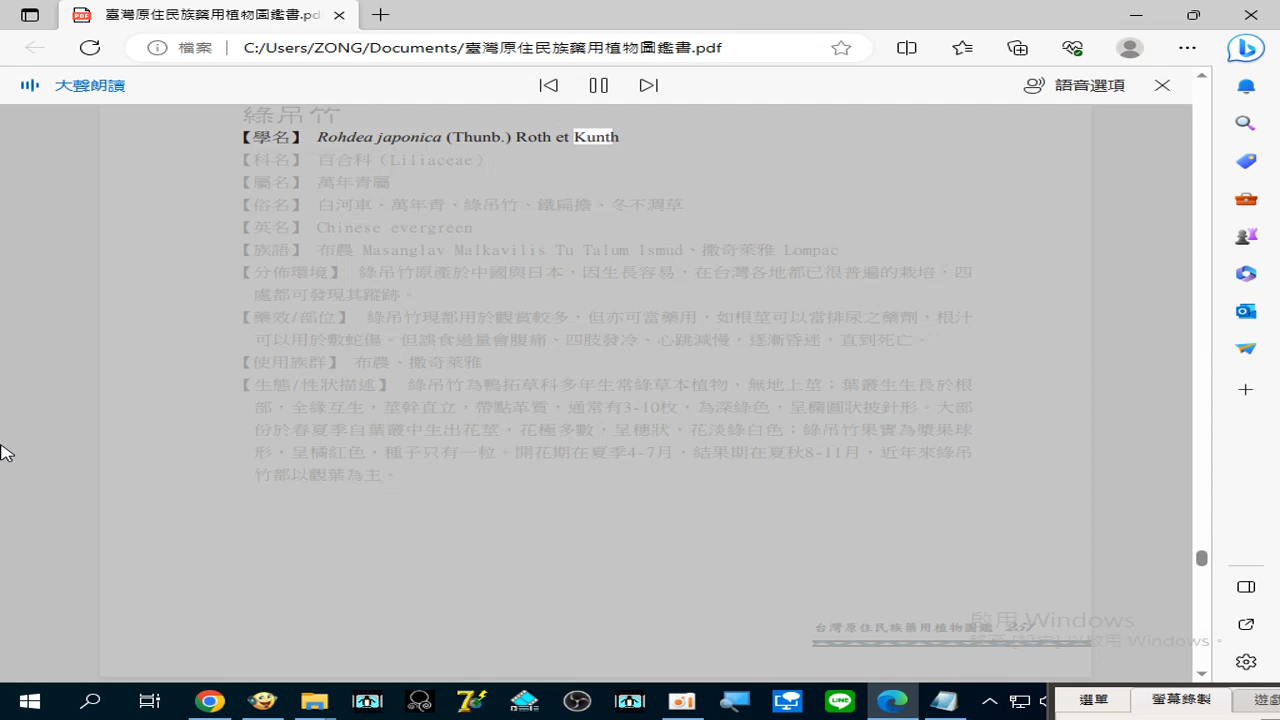 臺灣原住民族藥用植物圖鑑書.pd
檔案 C:/Users/ZONG/Documents/臺灣原住民族藥用植物圖鑑書.pdf
大聲朗讀
語音選項
綠吊竹
【學名】 Rohdea japonica (Thunb.) Roth et Kunth
【科名】 百合科（Liliaceae）
【屬名】 萬年青屬
【俗名】 白河車、萬年青、綠吊竹、鐵扁擔、冬不凋草
【英名】 Chinese evergreen
【族語】 布農 Masanglav Malkavilis Tu Talum Ismud、撒奇萊雅 Lompac
【分佈環境】 綠吊竹原產於中國與日本，因生長容易，在台灣各地都已很普遍的栽培，四
處都可發現其蹤跡。
【藥效/部位】 綠吊竹現都用於觀賞較多，但亦可當藥用，如根莖可以當排尿之藥劑，根汁
可以用於敷蛇傷。但誤食過量會腹痛、四肢發冷、心跳減慢，逐漸昏迷，直到死亡。
【使用族群】 布農、撒奇萊雅
【生態/性狀描述】 綠吊竹為鴨拓草科多年生常綠草本植物，無地上莖；葉叢生生長於根
部，全緣互生，莖幹直立，帶點革質，通常有3-10枚，為深綠色，呈橢圓狀披針形。大部
份於春夏季自葉叢中生出花莖，花極多數，呈穗狀，花淡綠白色；綠吊竹果實為漿果球
形，呈橘紅色，種子只有一粒。開花期在夏季4-7月，結果期在夏秋8-11月，近年來綠吊
竹都以觀葉為主。
台灣原住民族藥用植物圖鑑 257
啟用 Windows
移至 [設定] 以啟用 Windows。
選單
螢幕錄製
遊戲